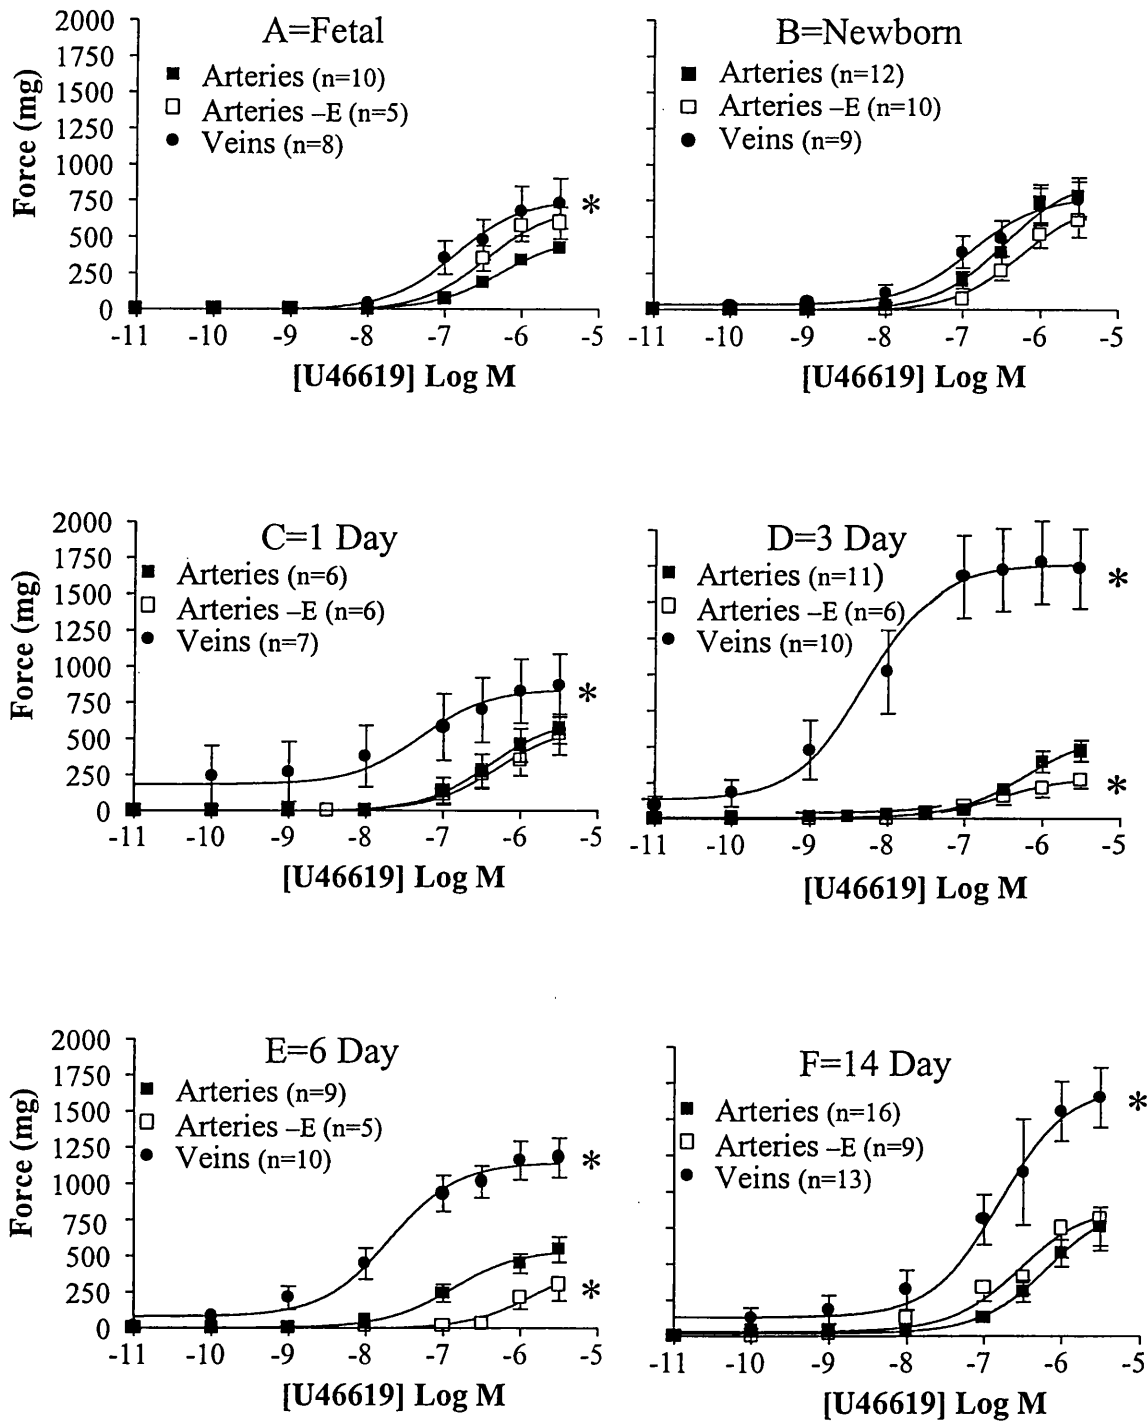 A=Fetal
Arteries (n=10)
Arteries –E (n=5)
Veins (n=8)
Force (mg)
2000
1750
1500
1250
1000
750
500
250
0
*
-11 -10 -9 -8 -7 -6 -5
[U46619] Log M
B=Newborn
Arteries (n=12)
Arteries –E (n=10)
Veins (n=9)
-11 -10 -9 -8 -7 -6 -5
[U46619] Log M
C=1 Day
Arteries (n=6)
Arteries –E (n=6)
Veins (n=7)
Force (mg)
2000
1750
1500
1250
1000
750
500
250
0
*
-11 -10 -9 -8 -7 -6 -5
[U46619] Log M
D=3 Day
Arteries (n=11)
Arteries –E (n=6)
Veins (n=10)
*
*
-11 -10 -9 -8 -7 -6 -5
[U46619] Log M
E=6 Day
Arteries (n=9)
Arteries –E (n=5)
Veins (n=10)
Force (mg)
2000
1750
1500
1250
1000
750
500
250
0
*
*
-11 -10 -9 -8 -7 -6 -5
[U46619] Log M
F=14 Day
Arteries (n=16)
Arteries –E (n=9)
Veins (n=13)
*
-11 -10 -9 -8 -7 -6 -5
[U46619] Log M